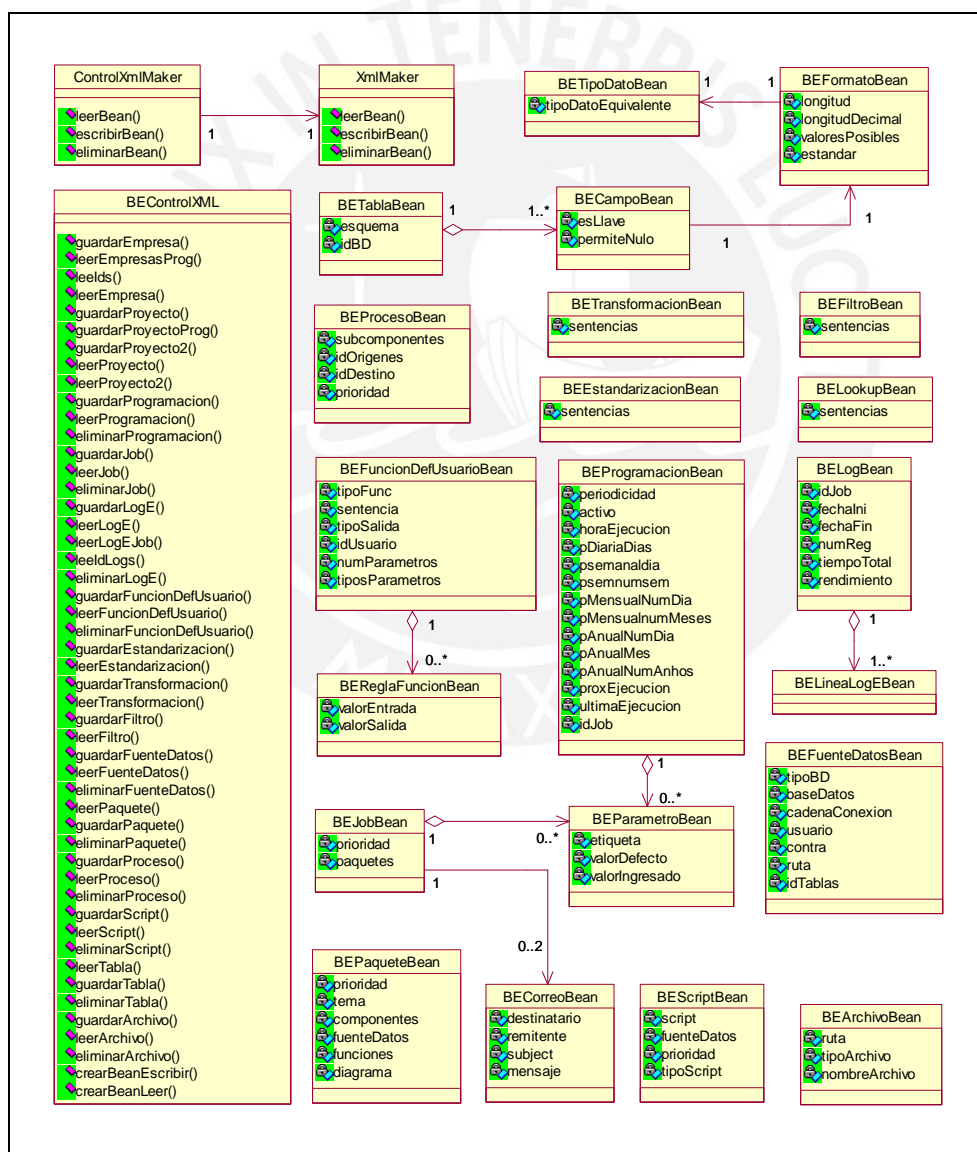 ControlXmlMaker
leerBean()
escribirBean()
eliminarBean()
1
1
XmlMaker
leerBean()
escribirBean()
eliminarBean()
BETipoDatoBean
tipoDatoEquivalente
1
1
BEFormatoBean
longitud
longitudDecimal
valoresPosibles
estandar
BEControlXML
guardarEmpresa()
leerEmpresasProg()
leeIds()
leerEmpresa()
guardarProyecto()
guardarProyectoProg()
guardarProyecto2()
leerProyecto()
leerProyecto2()
guardarProgramacion()
leerProgramacion()
eliminarProgramacion()
guardarJob()
leerJob()
eliminarJob()
guardarLogE()
leerLogE()
leerLogEJob()
leeIdLogs()
eliminarLogE()
guardarFuncionDefUsuario()
leerFuncionDefUsuario()
eliminarFuncionDefUsuario()
guardarEstandarizacion()
leerEstandarizacion()
guardarTransformacion()
leerTransformacion()
guardarFiltro()
leerFiltro()
guardarFuenteDatos()
leerFuenteDatos()
eliminarFuenteDatos()
leerPaquete()
guardarPaquete()
eliminarPaquete()
guardarProceso()
leerProceso()
eliminarProceso()
guardarScript()
leerScript()
eliminarScript()
leerTabla()
guardarTabla()
eliminarTabla()
guardarArchivo()
leerArchivo()
eliminarArchivo()
crearBeanEscribir()
crearBeanLeer()
BETablaBean
esquema
idBD
1
1..*
BECampoBean
esLlave
permiteNulo
1
1
BEProcesoBean
subcomponentes
idOrigenes
idDestino
prioridad
BETransformacionBean
sentencias
BEFiltroBean
sentencias
BEEstandarizacionBean
sentencias
BELookupBean
sentencias
BEFuncionDefUsuarioBean
tipoFunc
sentencia
tipoSalida
idUsuario
numParametros
tiposParametros
1
0..*
BEReglaFuncionBean
valorEntrada
valorSalida
BEProgramacionBean
periodicidad
activo
horaEjecucion
pDiariaDias
psemanaldia
psemnumsem
pMensualNumDia
pMensualnumMeses
pAnualNumDia
pAnualMes
pAnualNumAnhos
proxEjecucion
ultimaEjecucion
idJob
1
0..*
BELogBean
idJob
fechaIni
fechaFin
numReg
tiempoTotal
rendimiento
1
1..*
BELineaLogEBean
BEJobBean
prioridad
paquetes
1
0..*
1
0..2
BEParametroBean
etiqueta
valorDefecto
valorIngresado
BEFuenteDatosBean
tipoBD
baseDatos
cadenaConexion
usuario
contra
ruta
idTablas
BEPaqueteBean
prioridad
tema
componentes
fuenteDatos
funciones
diagrama
BECorreoBean
destinatario
remitente
subject
mensaje
BEScriptBean
script
fuenteDatos
prioridad
tipoScript
BEArchivoBean
ruta
tipoArchivo
nombreArchivo